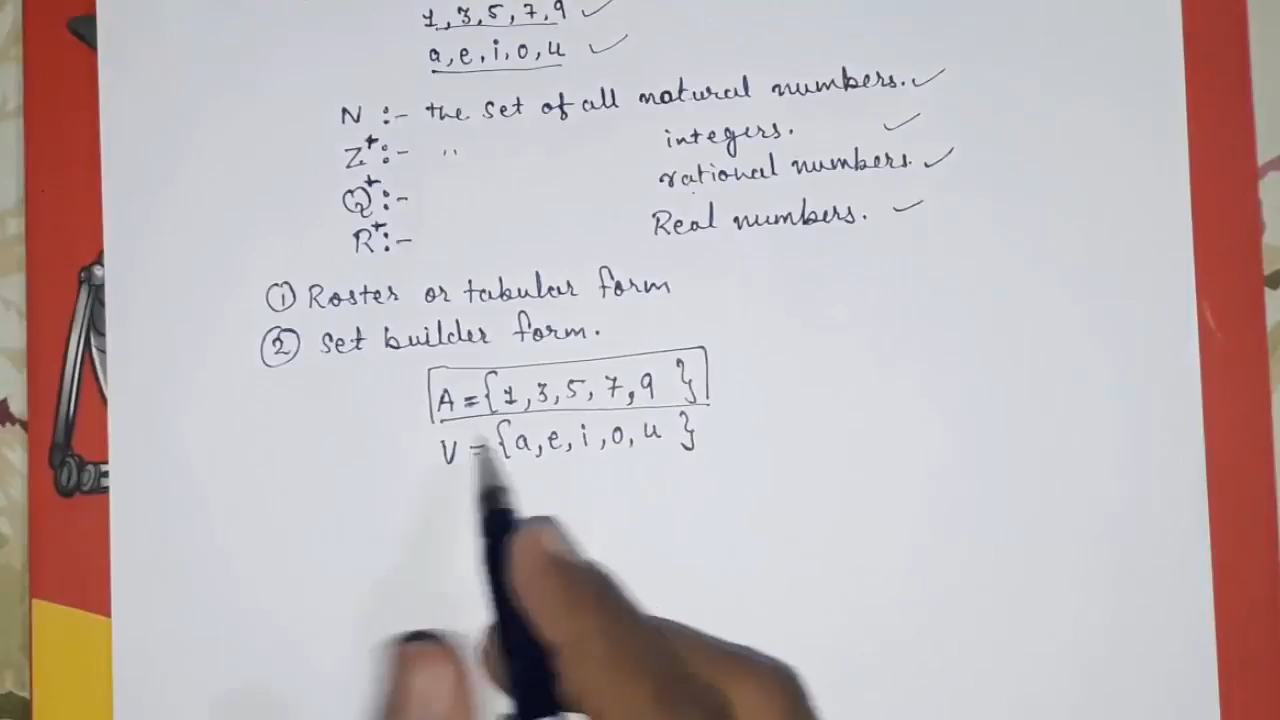 1, 3, 5, 7, 9 ✓
a, e, i, o, u ✓
N :- the set of all natural numbers. ✓
Z⁺ :- " integers. ✓
Q⁺ :- rational numbers. ✓
R⁺ :- Real numbers. ✓
① Roster or tabular form
② Set builder form.
A = {1, 3, 5, 7, 9 }
V = {a, e, i, o, u }